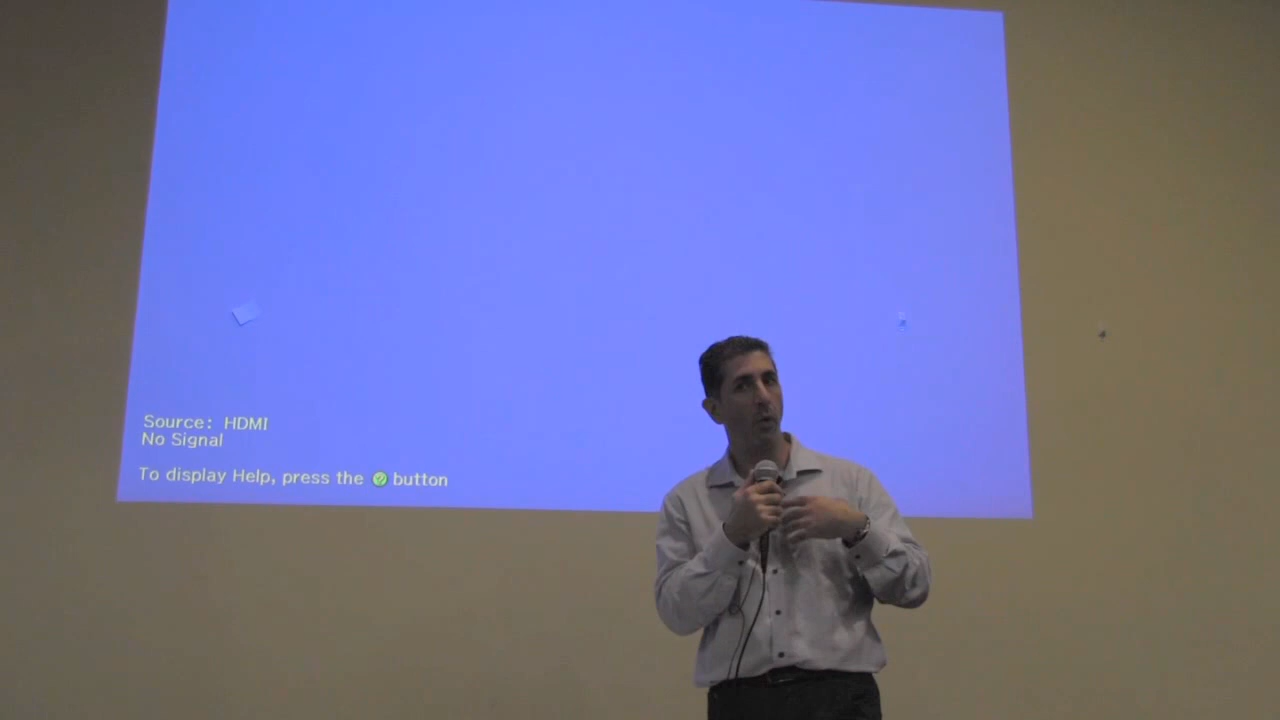 Source: HDMI
No Signal
To display Help, press the button